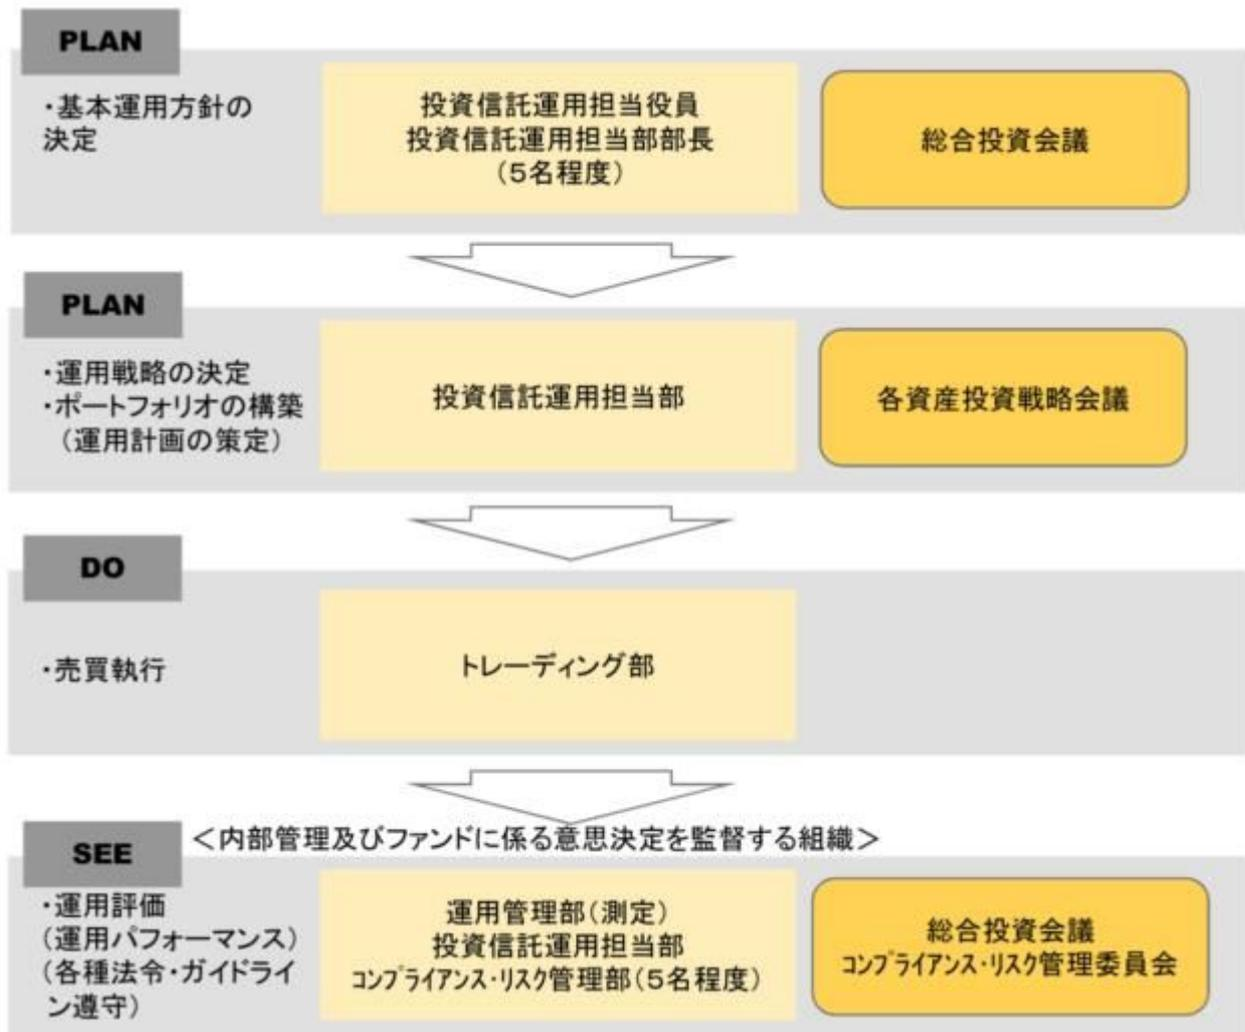 PLAN
・基本運用方針の
決定
投資信託運用担当役員
投資信託運用担当部部長
(5名程度)
総合投資会議
PLAN
・運用戦略の決定
・ポートフォリオの構築
(運用計画の策定)
投資信託運用担当部
各資産投資戦略会議
DO
・売買執行
トレーディング部
SEE
<内部管理及びファンドに係る意思決定を監督する組織>
・運用評価
(運用パフォーマンス)
(各種法令・ガイドライ
ン遵守)
運用管理部(測定)
投資信託運用担当部
コンプライアンス・リスク管理部(5名程度)
総合投資会議
コンプライアンス・リスク管理委員会